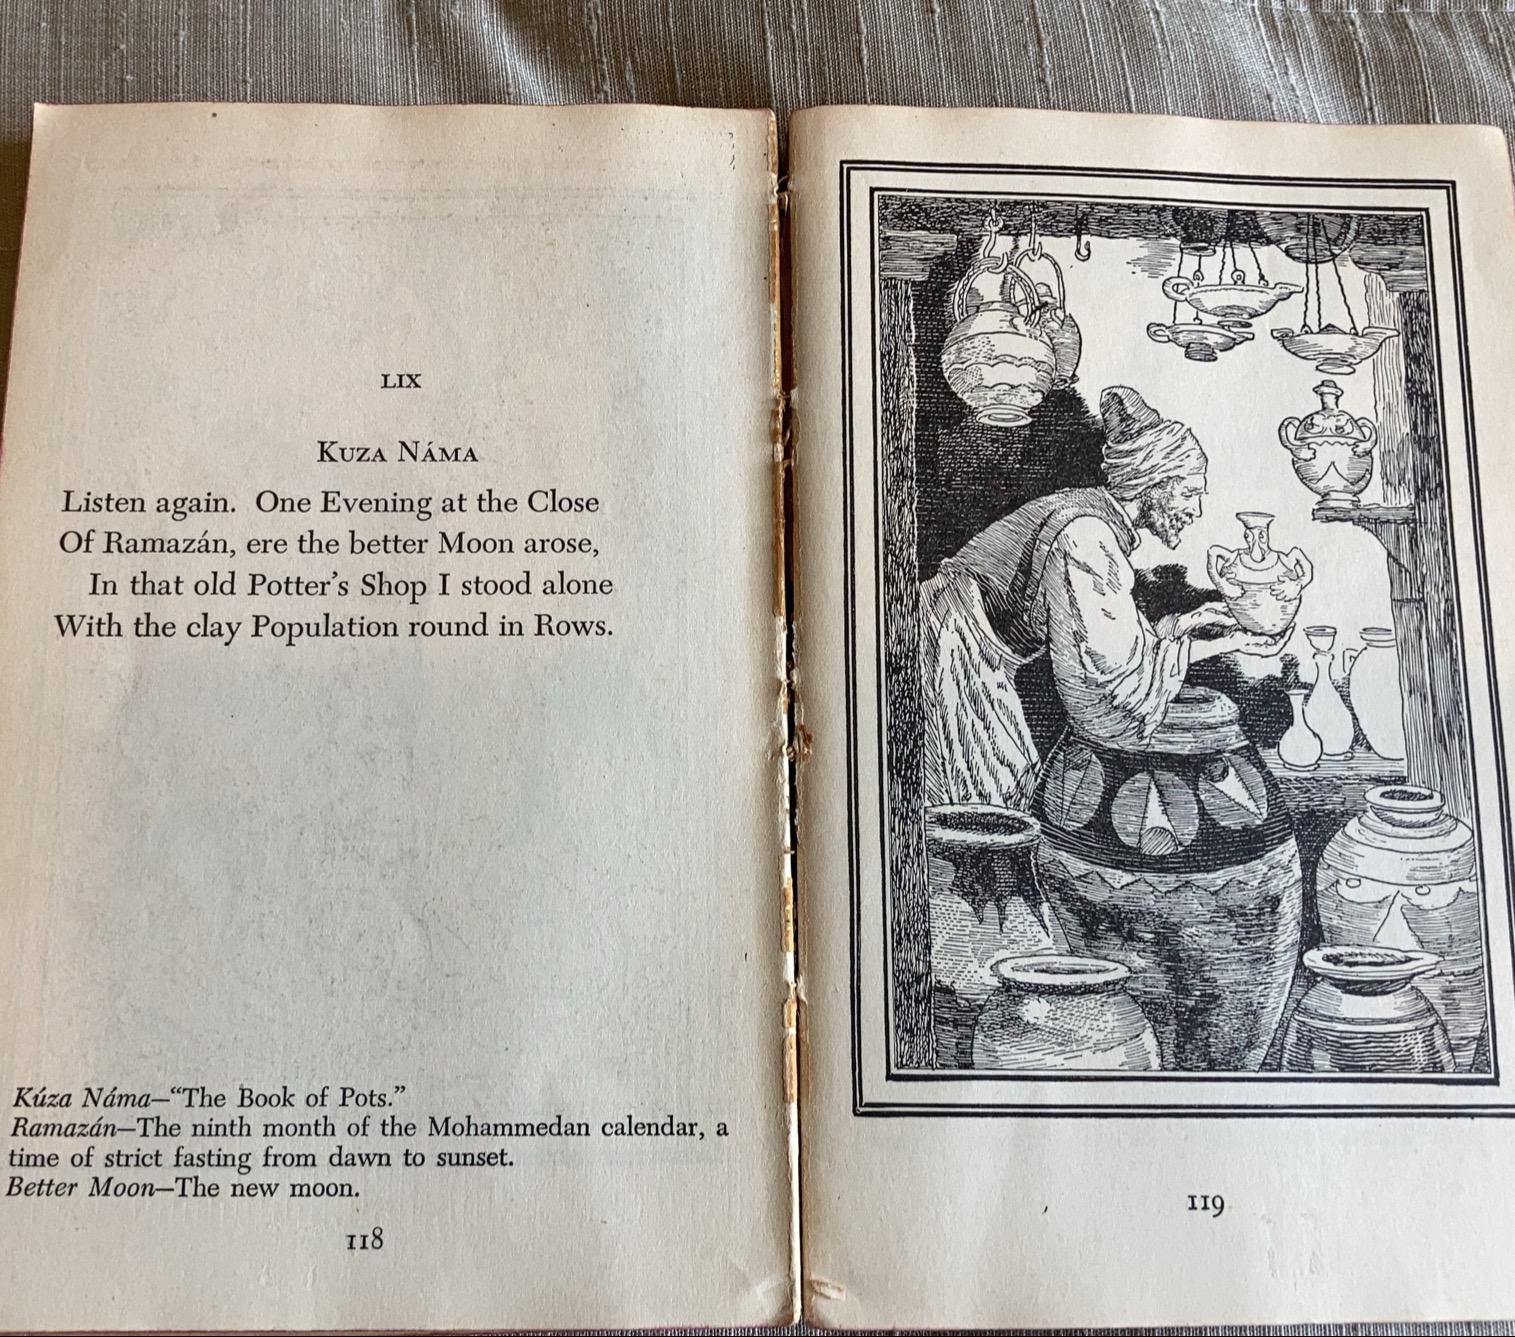 LIX
KUZA NÁMA
Listen again. One Evening at the Close
Of Ramazán, ere the better Moon arose,
In that old Potter's Shop I stood alone
With the clay Population round in Rows.
Kúza Náma—“The Book of Pots.”
Ramazán—The ninth month of the Mohammedan calendar, a
time of strict fasting from dawn to sunset.
Better Moon—The new moon.
118
119